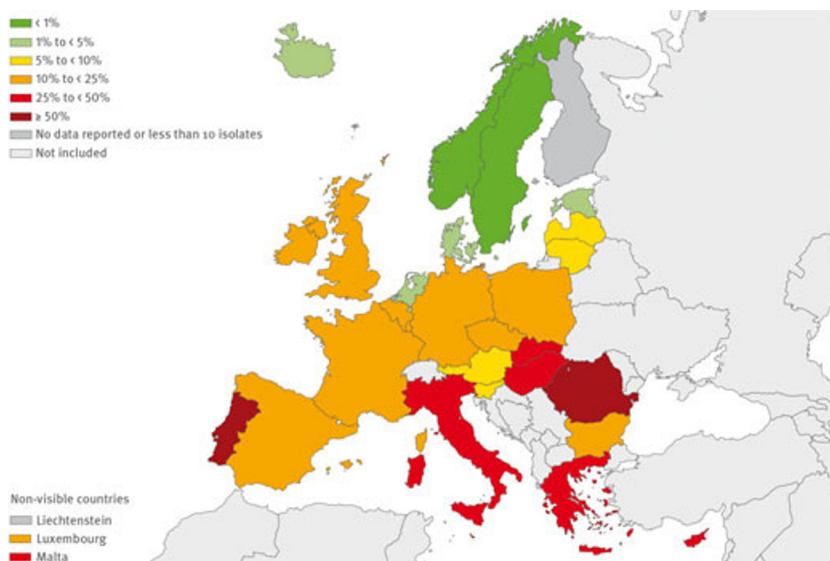 < 1%
1% to < 5%
5% to < 10%
10% to < 25%
25% to < 50%
≥ 50%
No data reported or less than 10 isolates
Not included
Non-visible countries
Liechtenstein
Luxembourg
Malta